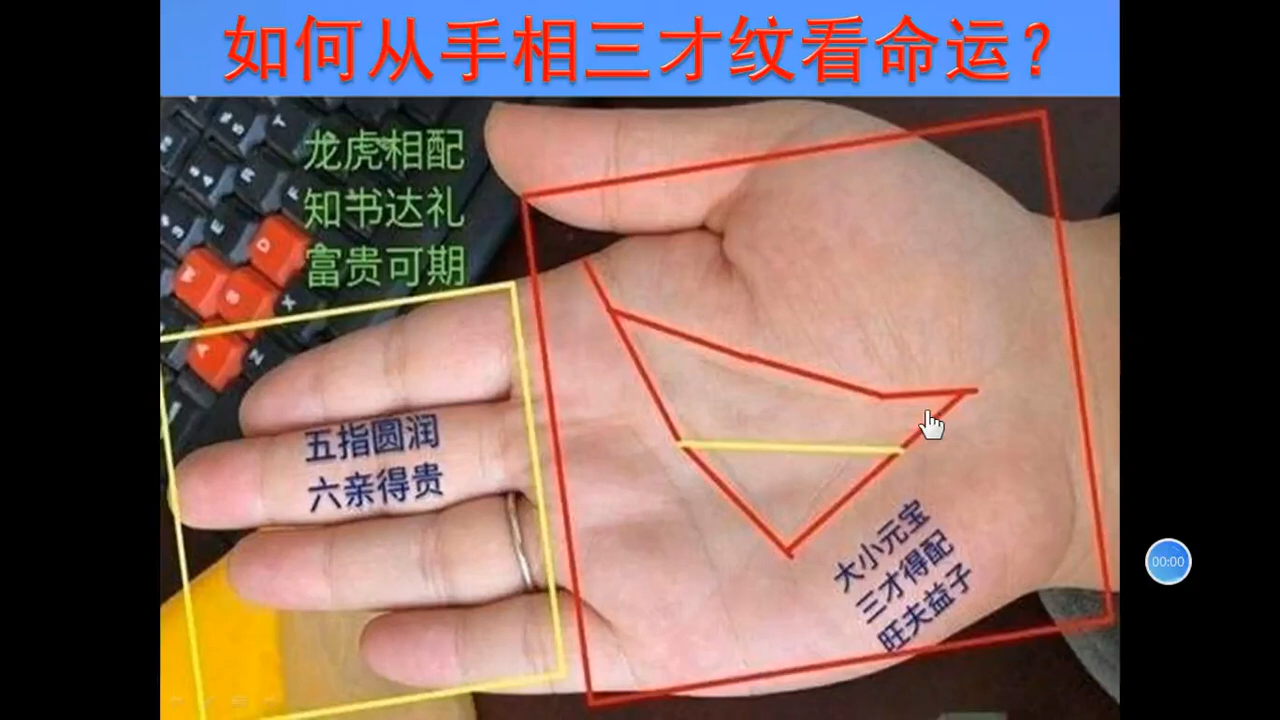 如何从手相三才纹看命运?
龙虎相配
知书达礼
富贵可期
五指圆润
六亲得贵
大小元宝
三才得配
旺夫益子
00:00